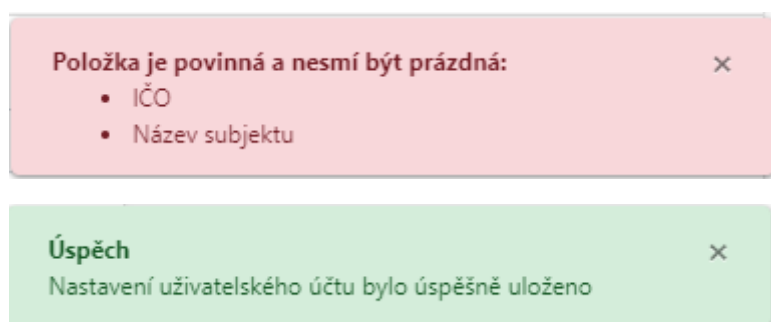 Položka je povinná a nesmí být prázdná:
• IČO
• Název subjektu
Úspěch
Nastavení uživatelského účtu bylo úspěšně uloženo